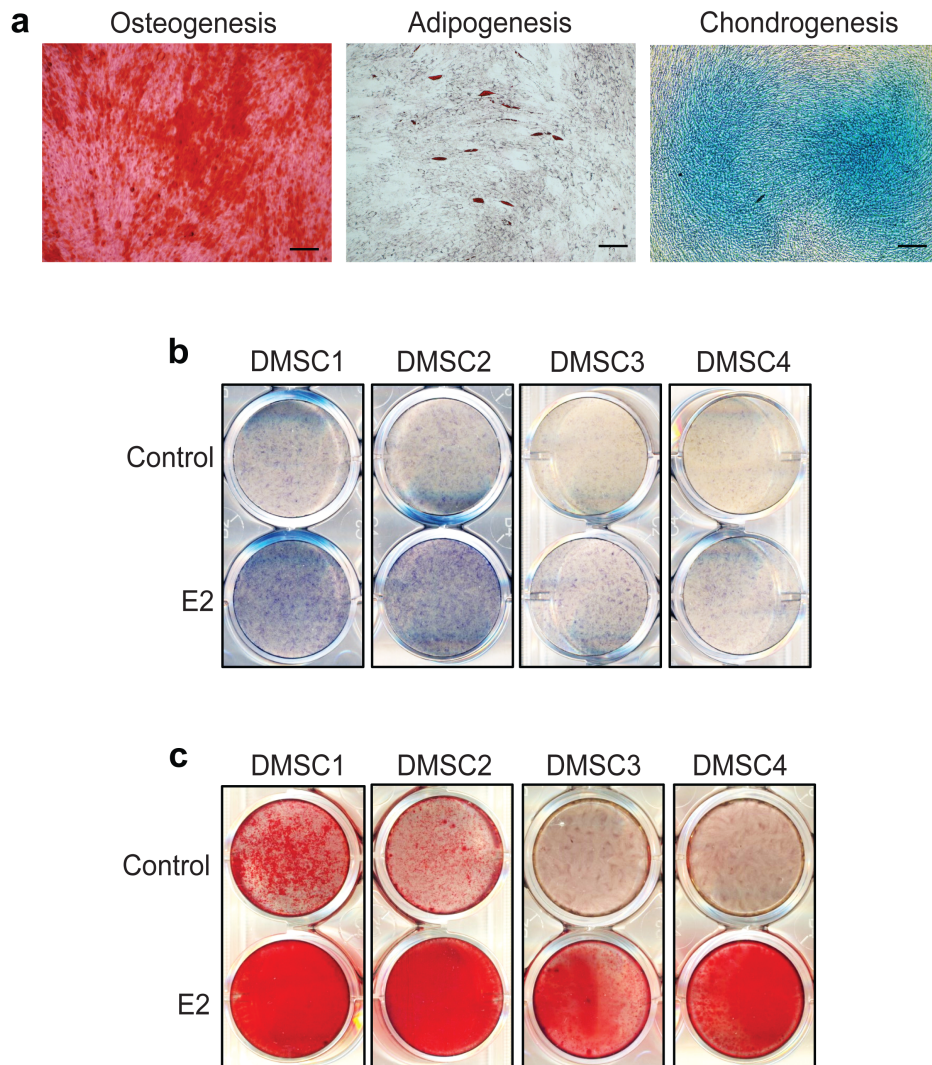 a
Osteogenesis Adipogenesis Chondrogenesis
b
DMSC1 DMSC2 DMSC3 DMSC4
Control
E2
c
DMSC1 DMSC2 DMSC3 DMSC4
Control
E2